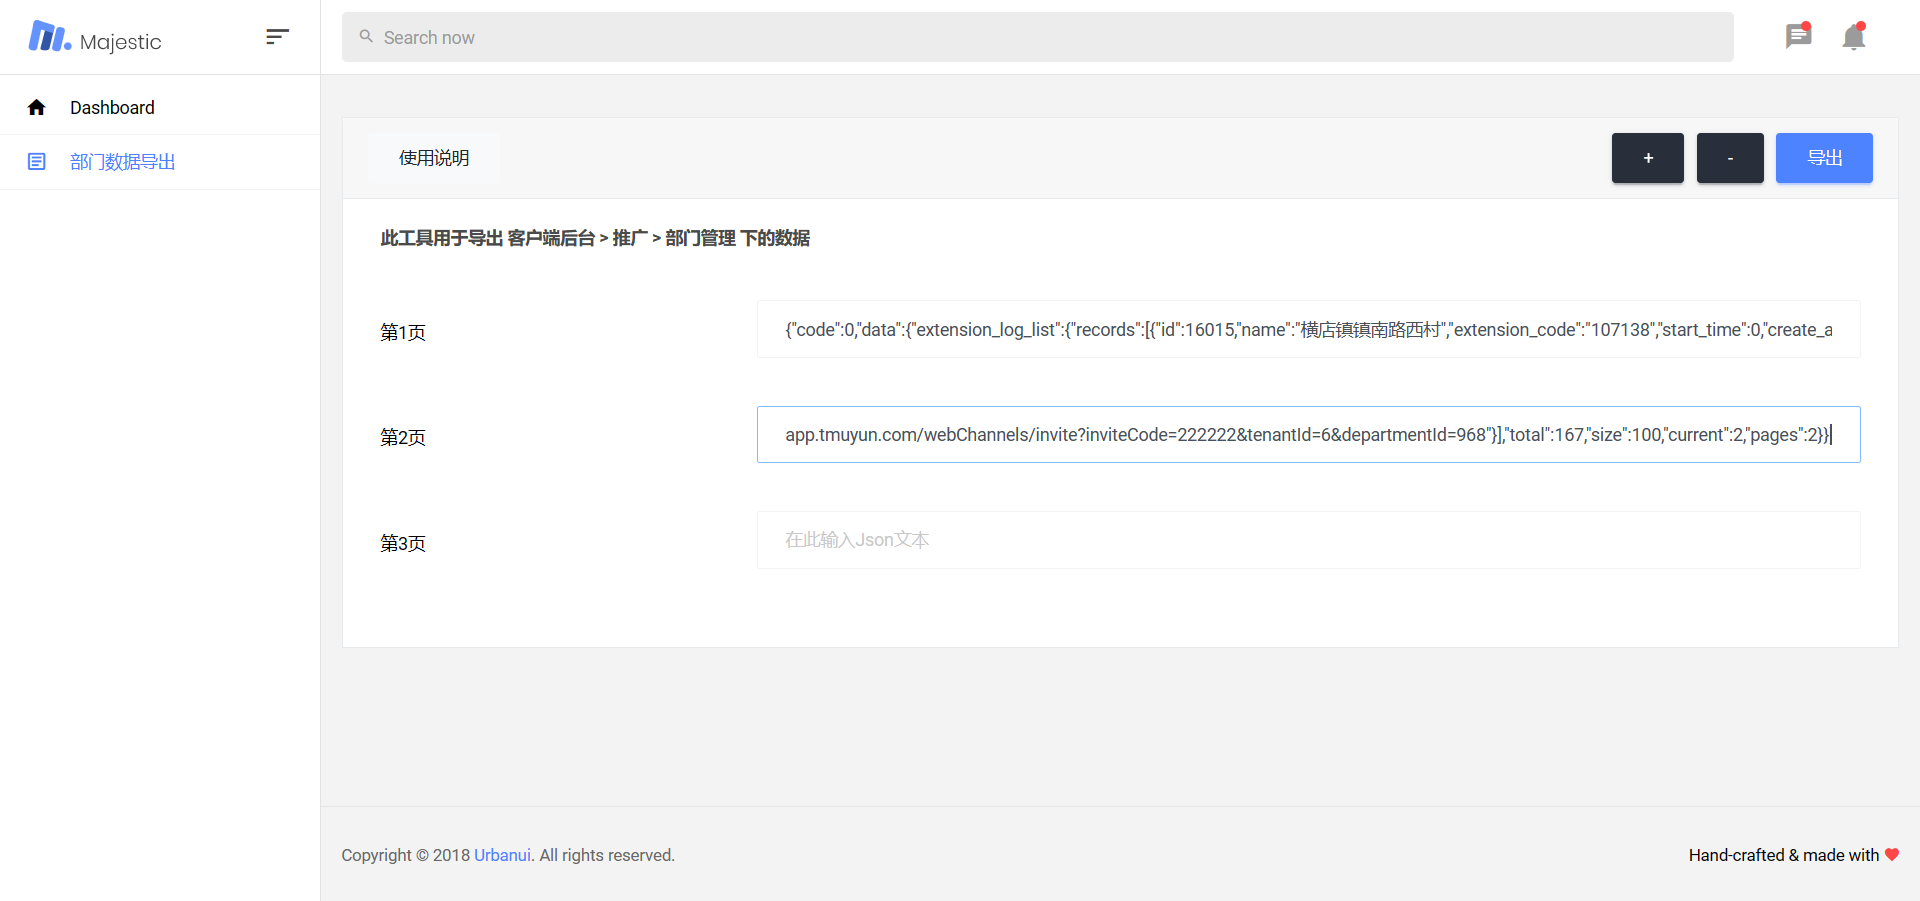 Majestic
Search now
Dashboard
部门数据导出
使用说明
+
-
导出
此工具用于导出 客户端后台 > 推广 > 部门管理 下的数据
第1页
{"code":0,"data":{"extension_log_list":{"records":[{"id":16015,"name":"横店镇镇南路西村","extension_code":"107138","start_time":0,"create_a
第2页
app.tmuyun.com/webChannels/invite?inviteCode=222222&tenantId=6&departmentId=968"}],"total":167,"size":100,"current":2,"pages":2}}
第3页
在此输入Json文本
Copyright © 2018 Urbanui. All rights reserved.
Hand-crafted & made with